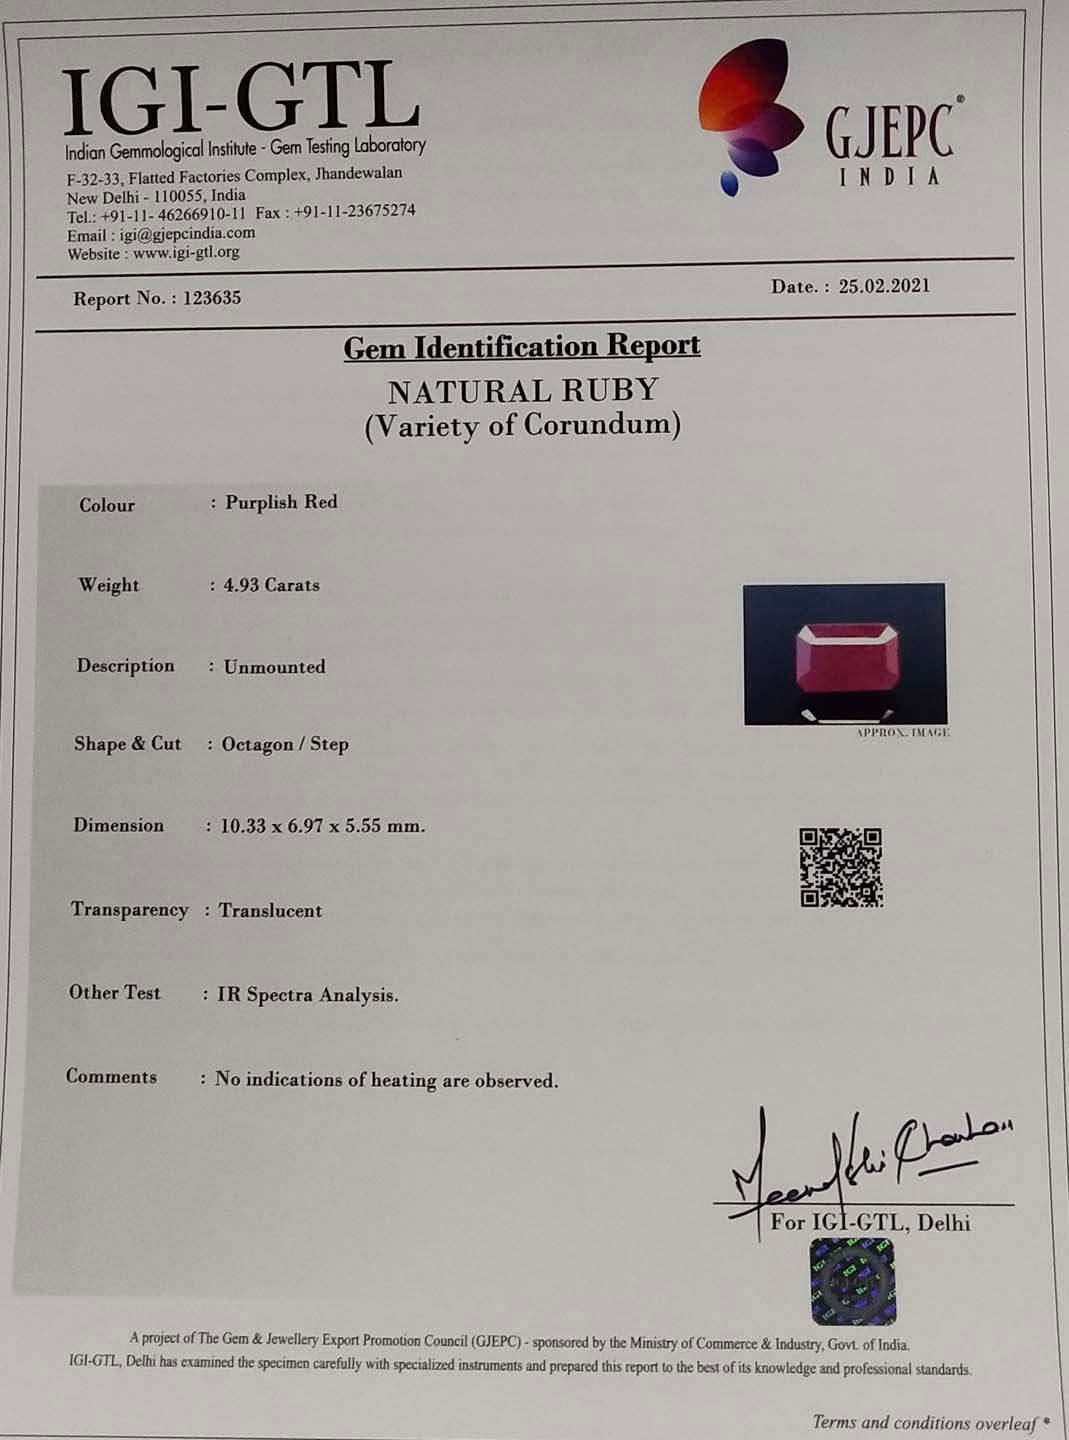 IGI-GTL
Indian Gemmological Institute - Gem Testing Laboratory
F-32-33, Flatted Factories Complex, Jhandewalan
New Delhi - 110055, India
Tel.: +91-11- 46266910-11 Fax : +91-11-23675274
Email : igi@gjepcindia.com
Website : www.igi-gtl.org
GJEPC®
INDIA
Report No. : 123635
Date. : 25.02.2021
Gem Identification Report
NATURAL RUBY
(Variety of Corundum)
Colour : Purplish Red
Weight : 4.93 Carats
Description : Unmounted
Shape & Cut : Octagon / Step
Dimension : 10.33 x 6.97 x 5.55 mm.
Transparency : Translucent
Other Test : IR Spectra Analysis.
Comments : No indications of heating are observed.
APPROX. IMAGE
Meenakshi Chauhan
For IGI-GTL, Delhi
A project of The Gem & Jewellery Export Promotion Council (GJEPC) - sponsored by the Ministry of Commerce & Industry, Govt. of India.
IGI-GTL, Delhi has examined the specimen carefully with specialized instruments and prepared this report to the best of its knowledge and professional standards.
Terms and conditions overleaf *